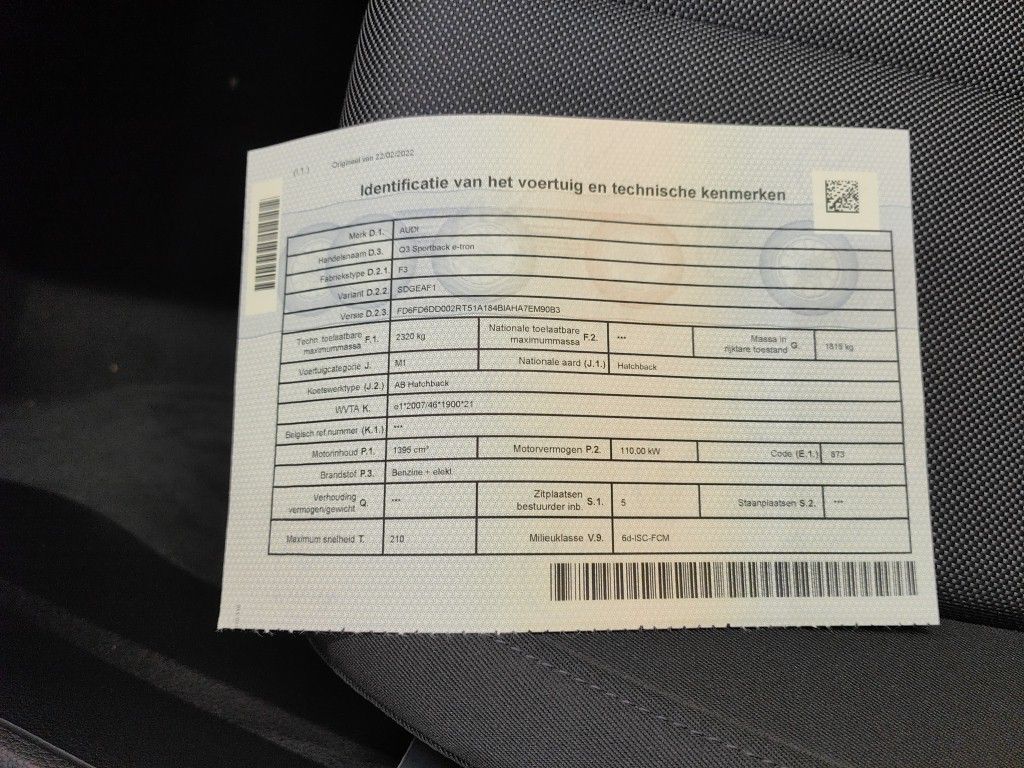 (I.1.) Origineel van 22/02/2022
Identificatie van het voertuig en technische kenmerken
Merk D.1. AUDI
Handelsnaam D.3. Q3 Sportback e-tron
Fabriekstype D.2.1. F3
Variant D.2.2. SDGEAF1
Versie D.2.3. FD6FD6DD002RT51A184BIAHA7EM90B3
Techn. toelaatbare maximummassa F.1. 2320 kg Nationale toelaatbare maximummassa F.2. *** Massa in rijklare toestand G. 1815 kg
Voertuigcategorie J. M1 Nationale aard (J.1.) Hatchback
Koetswerktype (J.2.) AB Hatchback
WVTA K. e1*2007/46*1900*21
Belgisch ref.nummer (K.1.) ***
Motorinhoud P.1. 1395 cm³ Motorvermogen P.2. 110,00 kW Code (E.1.) 873
Brandstof P.3. Benzine + elekt
Verhouding vermogen/gewicht Q. *** Zitplaatsen bestuurder inb. S.1. 5 Staanplaatsen S.2. ***
Maximum snelheid T. 210 Milieuklasse V.9. 6d-ISC-FCM